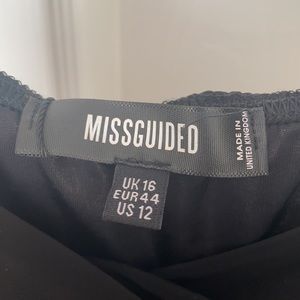 MISSGUIDED
MADE IN
UNITED KINGDOM
UK 16
EUR 44
US 12